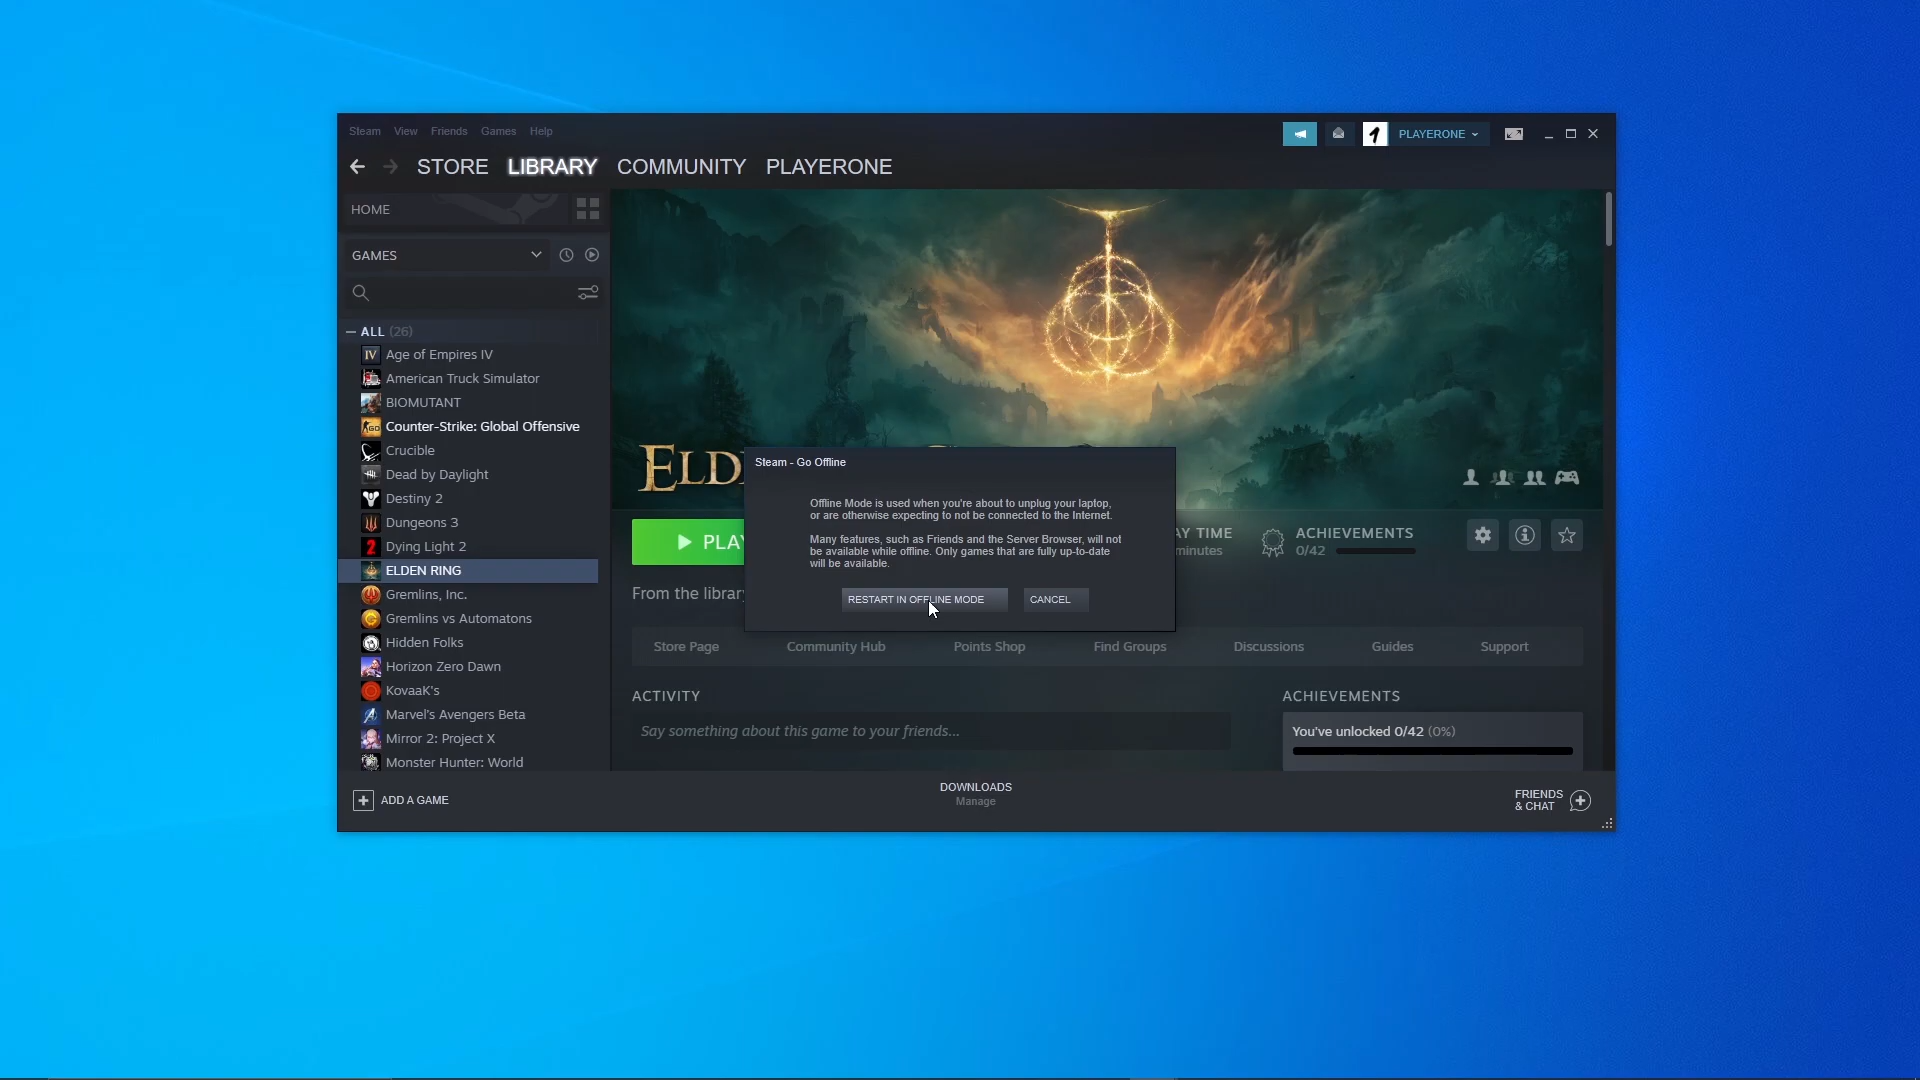 Steam View Friends Games Help
PLAYERONE
STORE LIBRARY COMMUNITY PLAYERONE
HOME
GAMES
ALL (26)
IV Age of Empires IV
American Truck Simulator
BIOMUTANT
GO Counter-Strike: Global Offensive
Crucible
Dead by Daylight
Destiny 2
Dungeons 3
2 Dying Light 2
ELDEN RING
Gremlins, Inc.
Gremlins vs Automatons
Hidden Folks
Horizon Zero Dawn
KovaaK's
Marvel's Avengers Beta
Mirror 2: Project X
Monster Hunter: World
Steam - Go Offline
Offline Mode is used when you're about to unplug your laptop,
or are otherwise expecting to not be connected to the Internet.
Many features, such as Friends and the Server Browser, will not
be available while offline. Only games that are fully up-to-date
will be available.
RESTART IN OFFLINE MODE CANCEL
TIME
minutes
ACHIEVEMENTS
0/42
From the library
Store Page Community Hub Points Shop Find Groups Discussions Guides Support
ACTIVITY
Say something about this game to your friends...
ACHIEVEMENTS
You've unlocked 0/42 (0%)
ADD A GAME
DOWNLOADS
Manage
FRIENDS
& CHAT